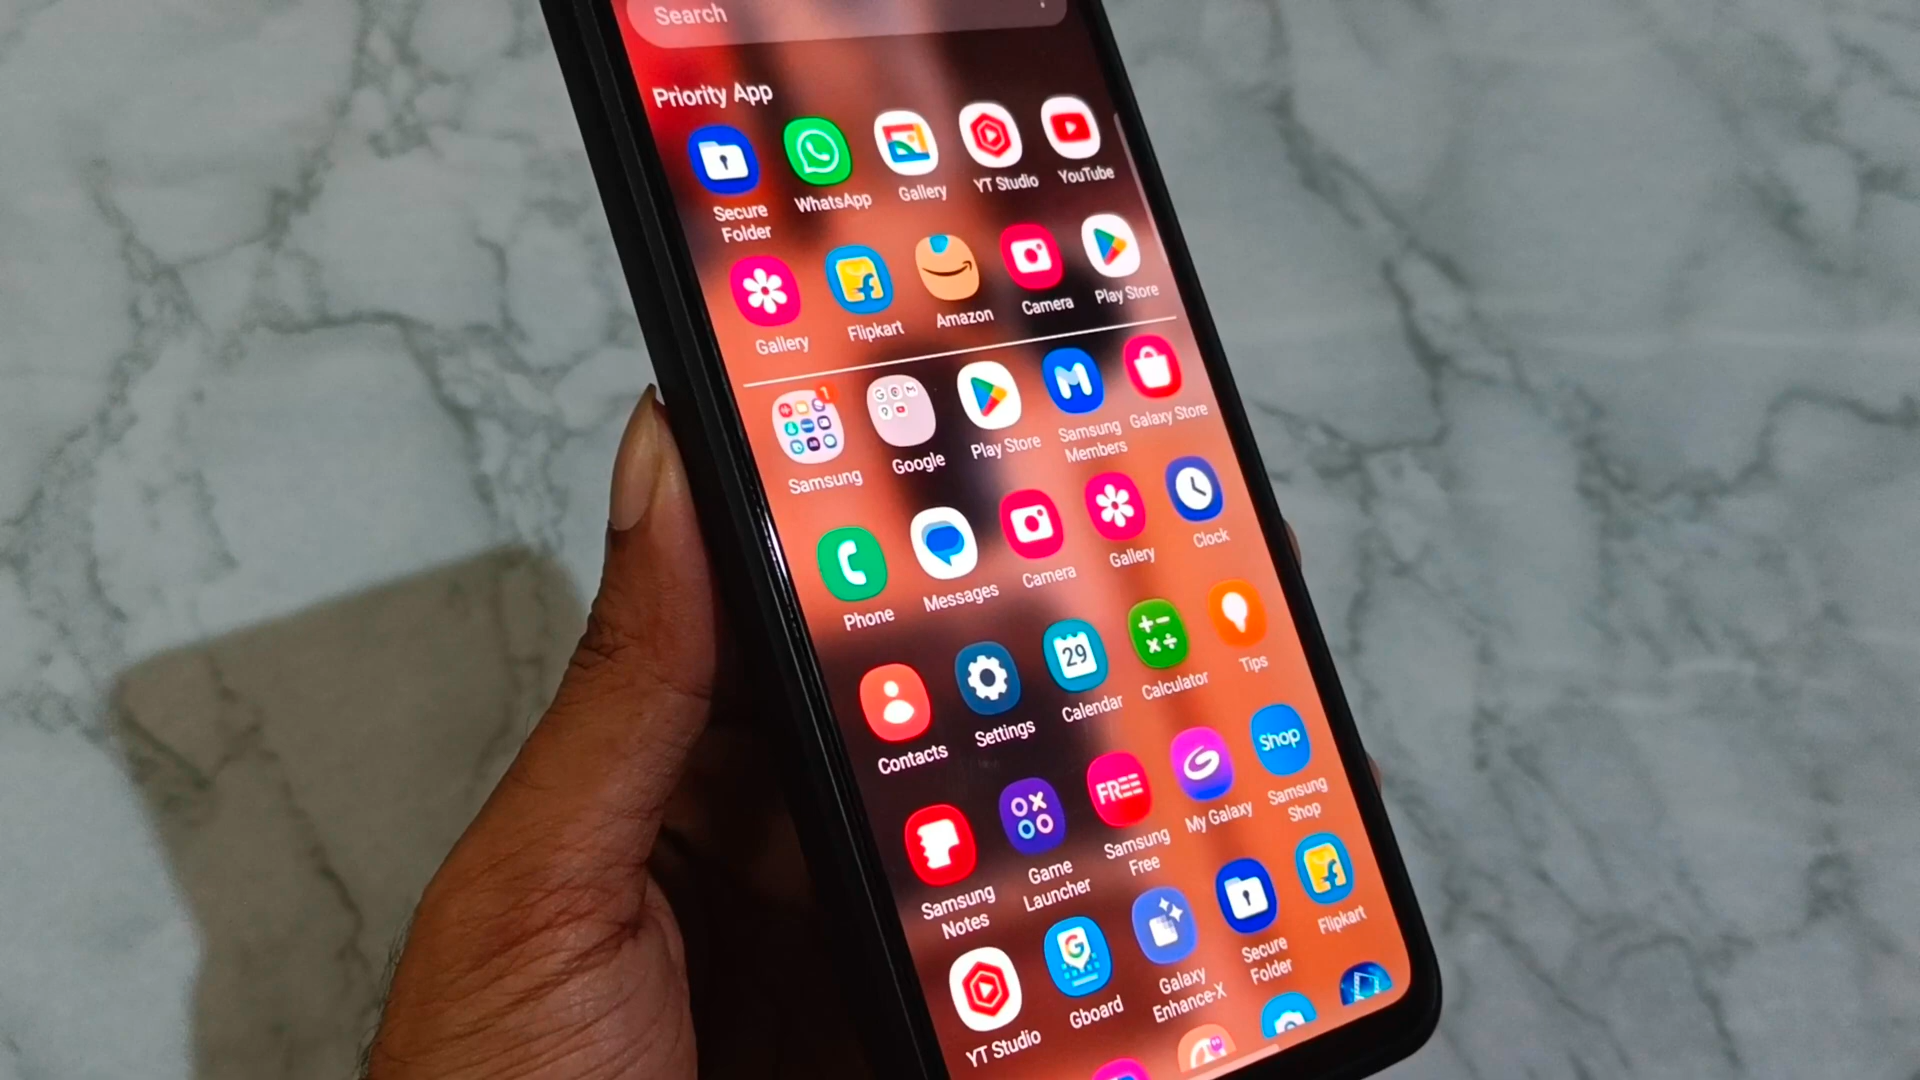 Search
Priority App
Secure
Folder
WhatsApp
Gallery
YT Studio
YouTube
Gallery
Flipkart
Amazon
Camera
Play Store
1
Samsung
Google
Play Store
Samsung
Members
Galaxy Store
Phone
Messages
Camera
Gallery
Clock
29
Contacts
Settings
Calendar
Calculator
Tips
FREE
Shop
Samsung
Notes
Game
Launcher
Samsung
Free
My Galaxy
Samsung
Shop
G
YT Studio
Gboard
Galaxy
Enhance-X
Secure
Folder
Flipkart